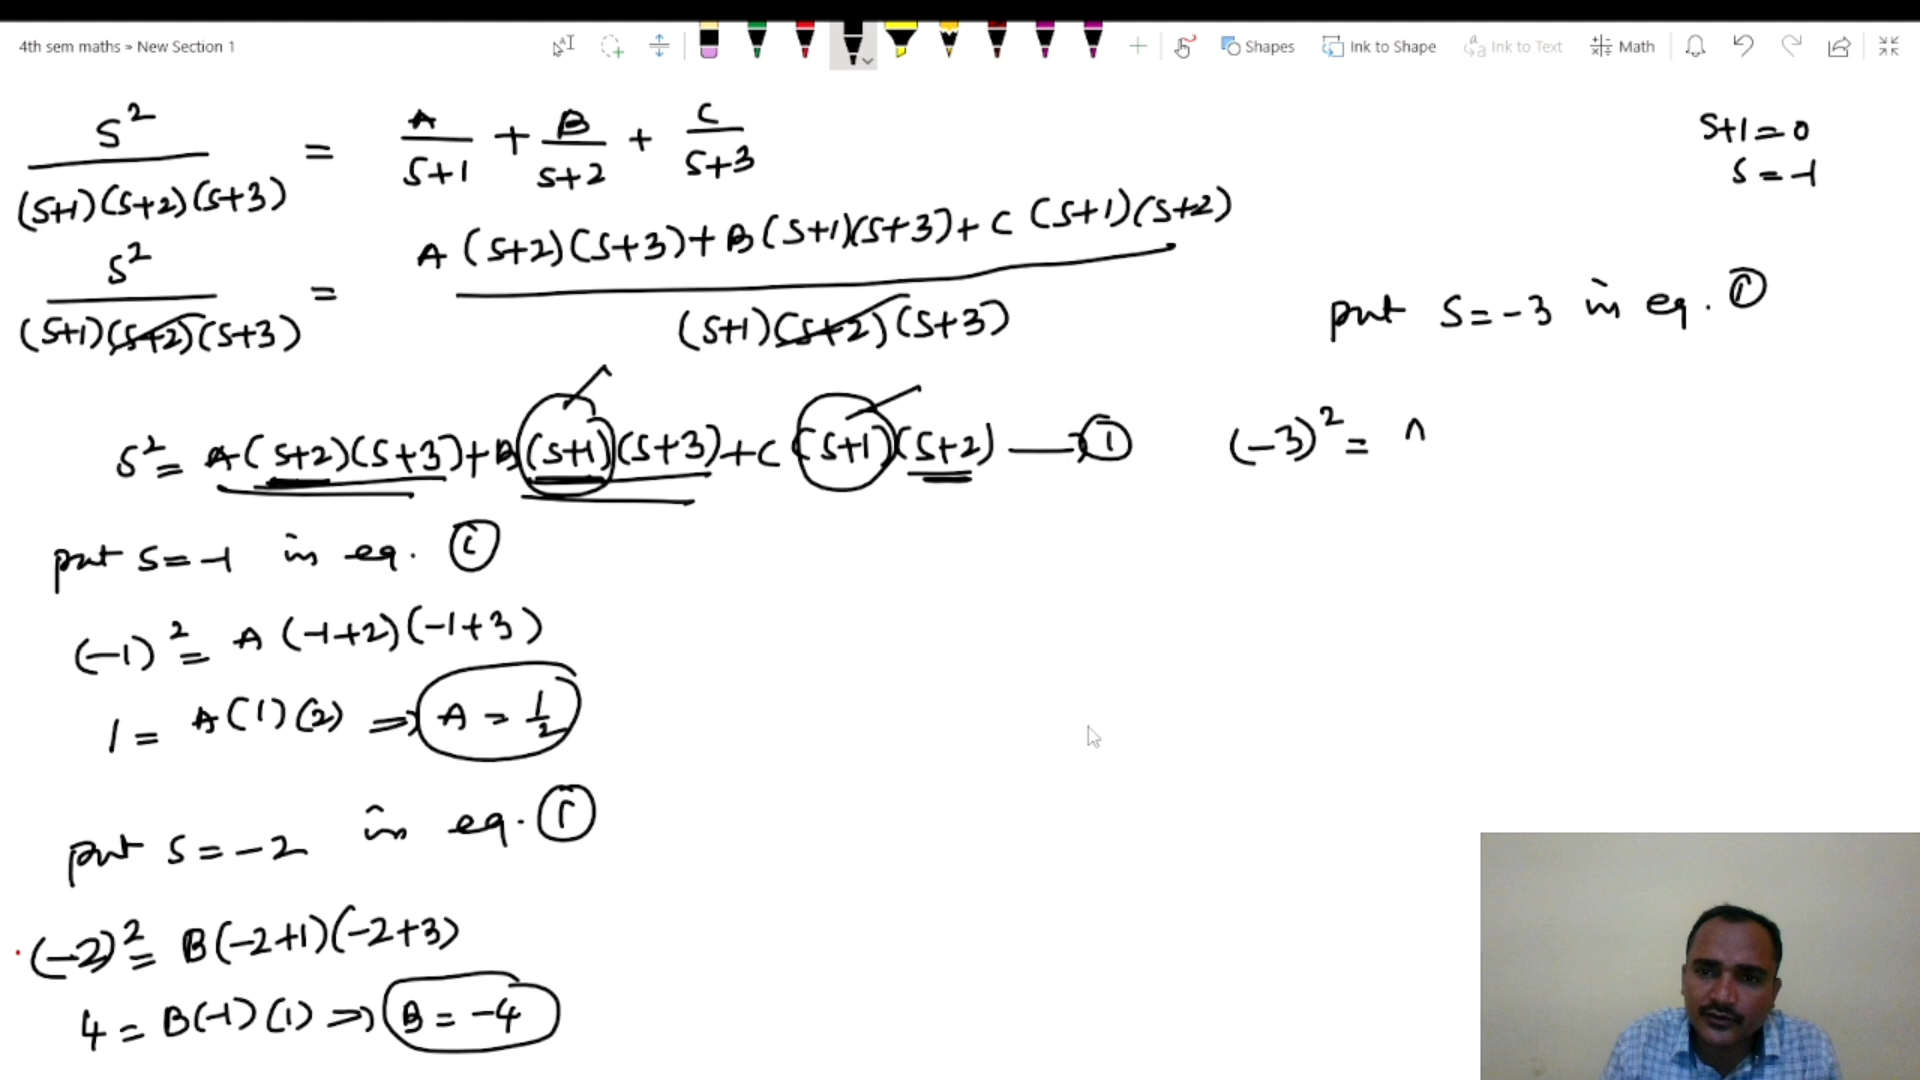 4th sem maths » New Section 1
Shapes Ink to Shape Ink to Text Math
s² / (s+1)(s+2)(s+3) = A / s+1 + B / s+2 + C / s+3
s+1=0
s=-1
s² / (s+1)(s+2)(s+3) = A(s+2)(s+3)+B(s+1)(s+3)+C(s+1)(s+2) / (s+1)(s+2)(s+3)
put s=-3 in eq. ①
s²= A(s+2)(s+3)+B(s+1)(s+3)+C(s+1)(s+2) → ①
(-3)² =
put s=-1 in eq. ①
(-1)² = A(-1+2)(-1+3)
1 = A(1)(2) ⇒ A = 1/2
put s=-2 in eq. ①
(-2)² = B(-2+1)(-2+3)
4 = B(-1)(1) ⇒ B = -4